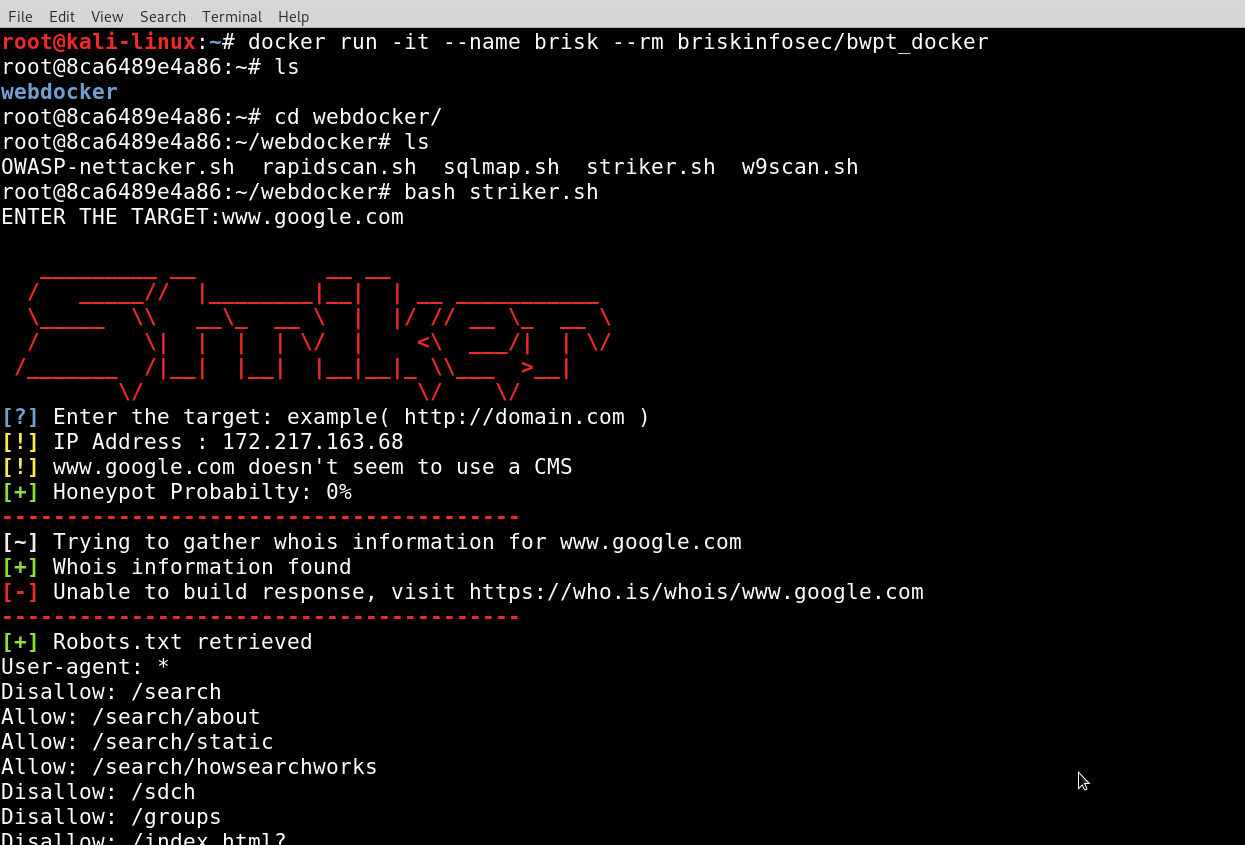 File Edit View Search Terminal Help
root@kali-linux:~# docker run -it --name brisk --rm briskinfosec/bwpt_docker
root@8ca6489e4a86:~# ls
webdocker
root@8ca6489e4a86:~# cd webdocker/
root@8ca6489e4a86:~/webdocker# ls
OWASP-nettacker.sh  rapidscan.sh  sqlmap.sh  striker.sh  w9scan.sh
root@8ca6489e4a86:~/webdocker# bash striker.sh
ENTER THE TARGET:www.google.com
Striker
[?] Enter the target: example( http://domain.com )
[!] IP Address : 172.217.163.68
[!] www.google.com doesn't seem to use a CMS
[+] Honeypot Probabilty: 0%
----------------------------------------
[~] Trying to gather whois information for www.google.com
[+] Whois information found
[-] Unable to build response, visit https://who.is/whois/www.google.com
----------------------------------------
[+] Robots.txt retrieved
User-agent: *
Disallow: /search
Allow: /search/about
Allow: /search/static
Allow: /search/howsearchworks
Disallow: /sdch
Disallow: /groups
Disallow: /index.html?